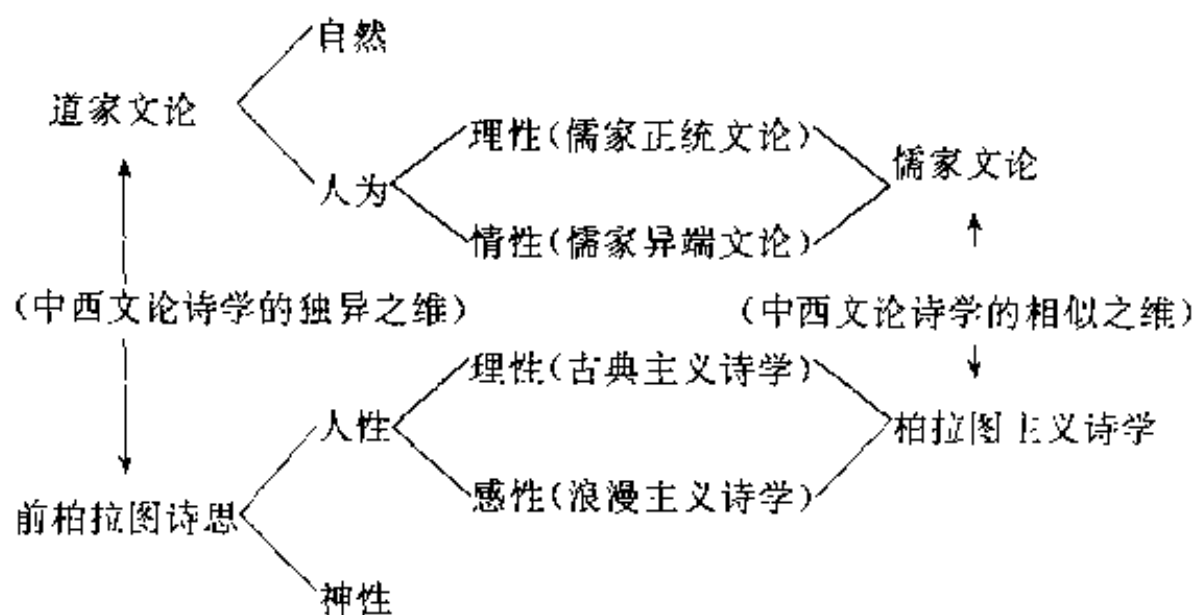 自然
道家文论
理性(儒家正统文论)
儒家文论
人为
情性(儒家异端文论)
(中西文论诗学的独异之维)
(中西文论诗学的相似之维)
理性(古典主义诗学)
人性
柏拉图主义诗学
感性(浪漫主义诗学)
前柏拉图诗思
神性